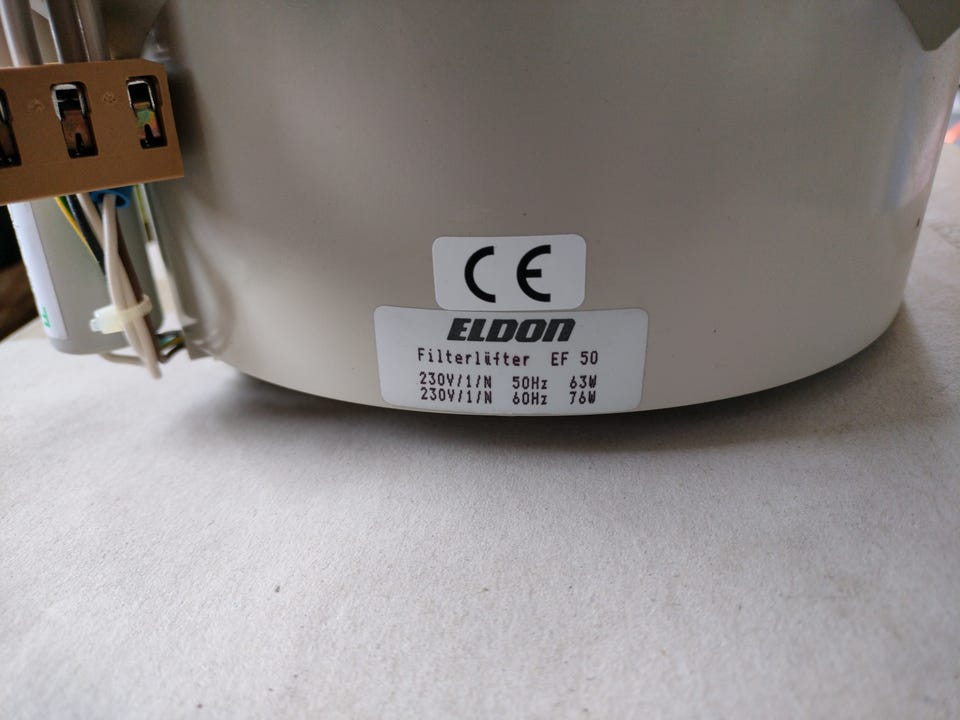 CE
ELDON
Filterlüfter EF 50
230V/1/N 50Hz 63W
230V/1/N 60Hz 76W